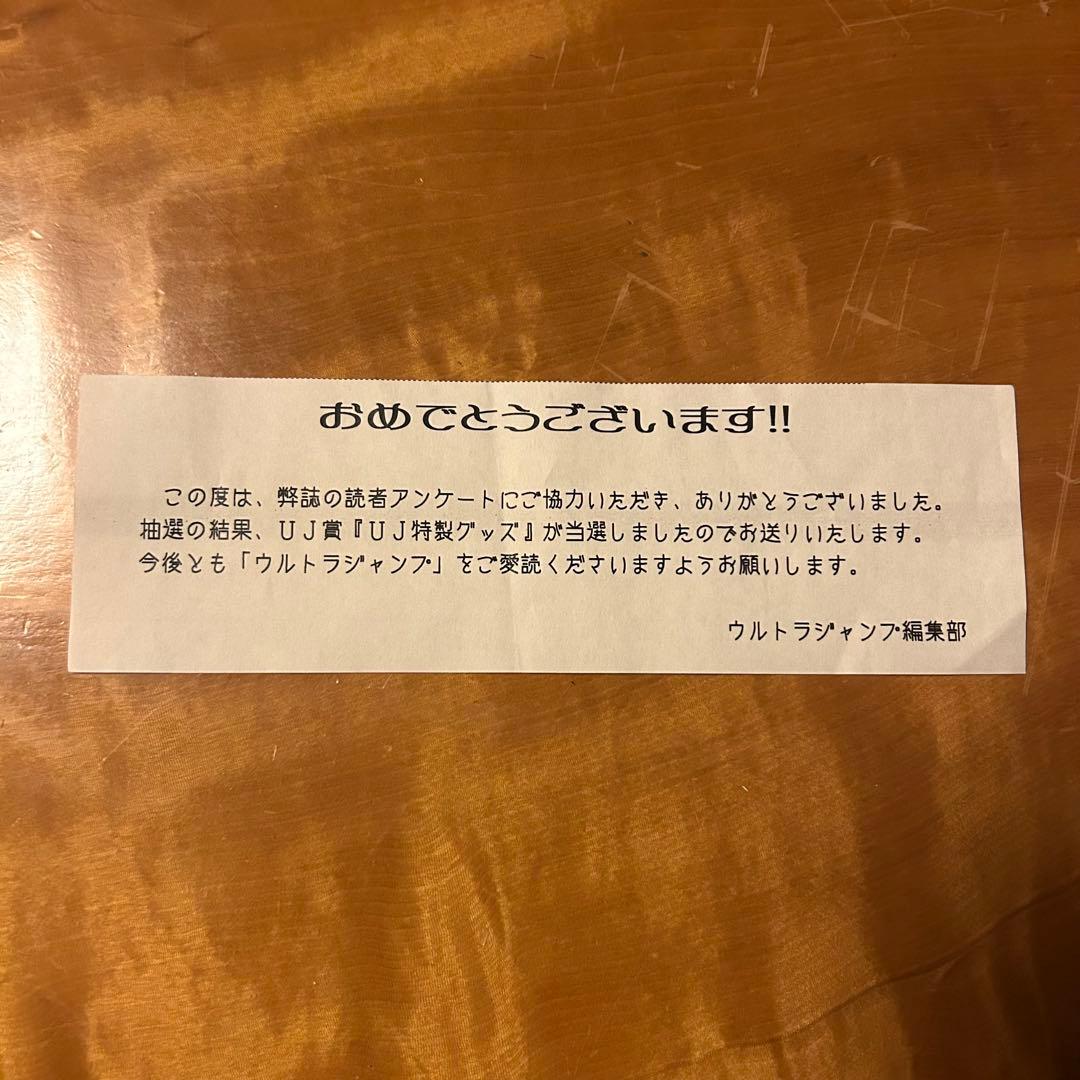 おめでとうございます!!
この度は、弊誌の読者アンケートにご協力いただき、ありがとうございました。
抽選の結果、ＵＪ賞『ＵＪ特製グッズ』が当選しましたのでお送りいたします。
今後とも「ウルトラジャンプ」をご愛読くださいますようお願いします。
ウルトラジャンプ編集部